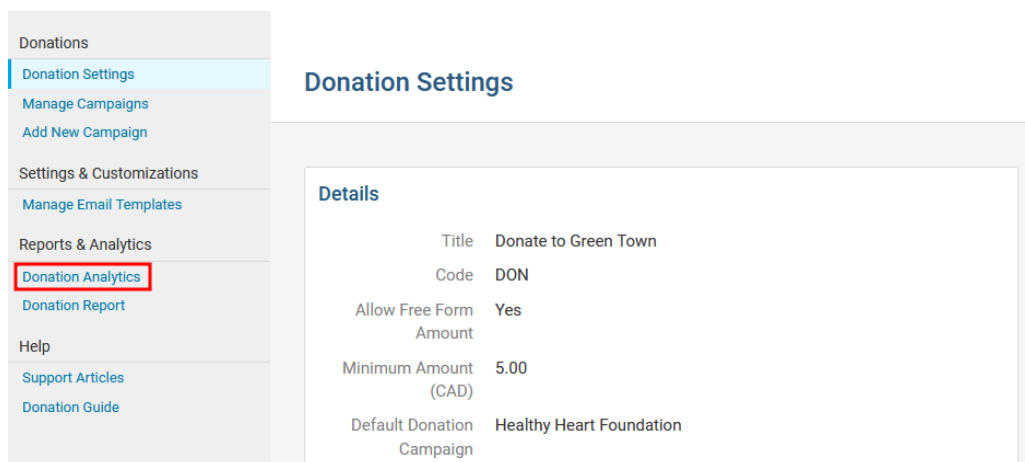 Donations
Donation Settings
Manage Campaigns
Add New Campaign
Settings & Customizations
Manage Email Templates
Reports & Analytics
Donation Analytics
Donation Report
Help
Support Articles
Donation Guide
Donation Settings
Details
Title Donate to Green Town
Code DON
Allow Free Form Yes
Amount
Minimum Amount 5.00
(CAD)
Default Donation Healthy Heart Foundation
Campaign